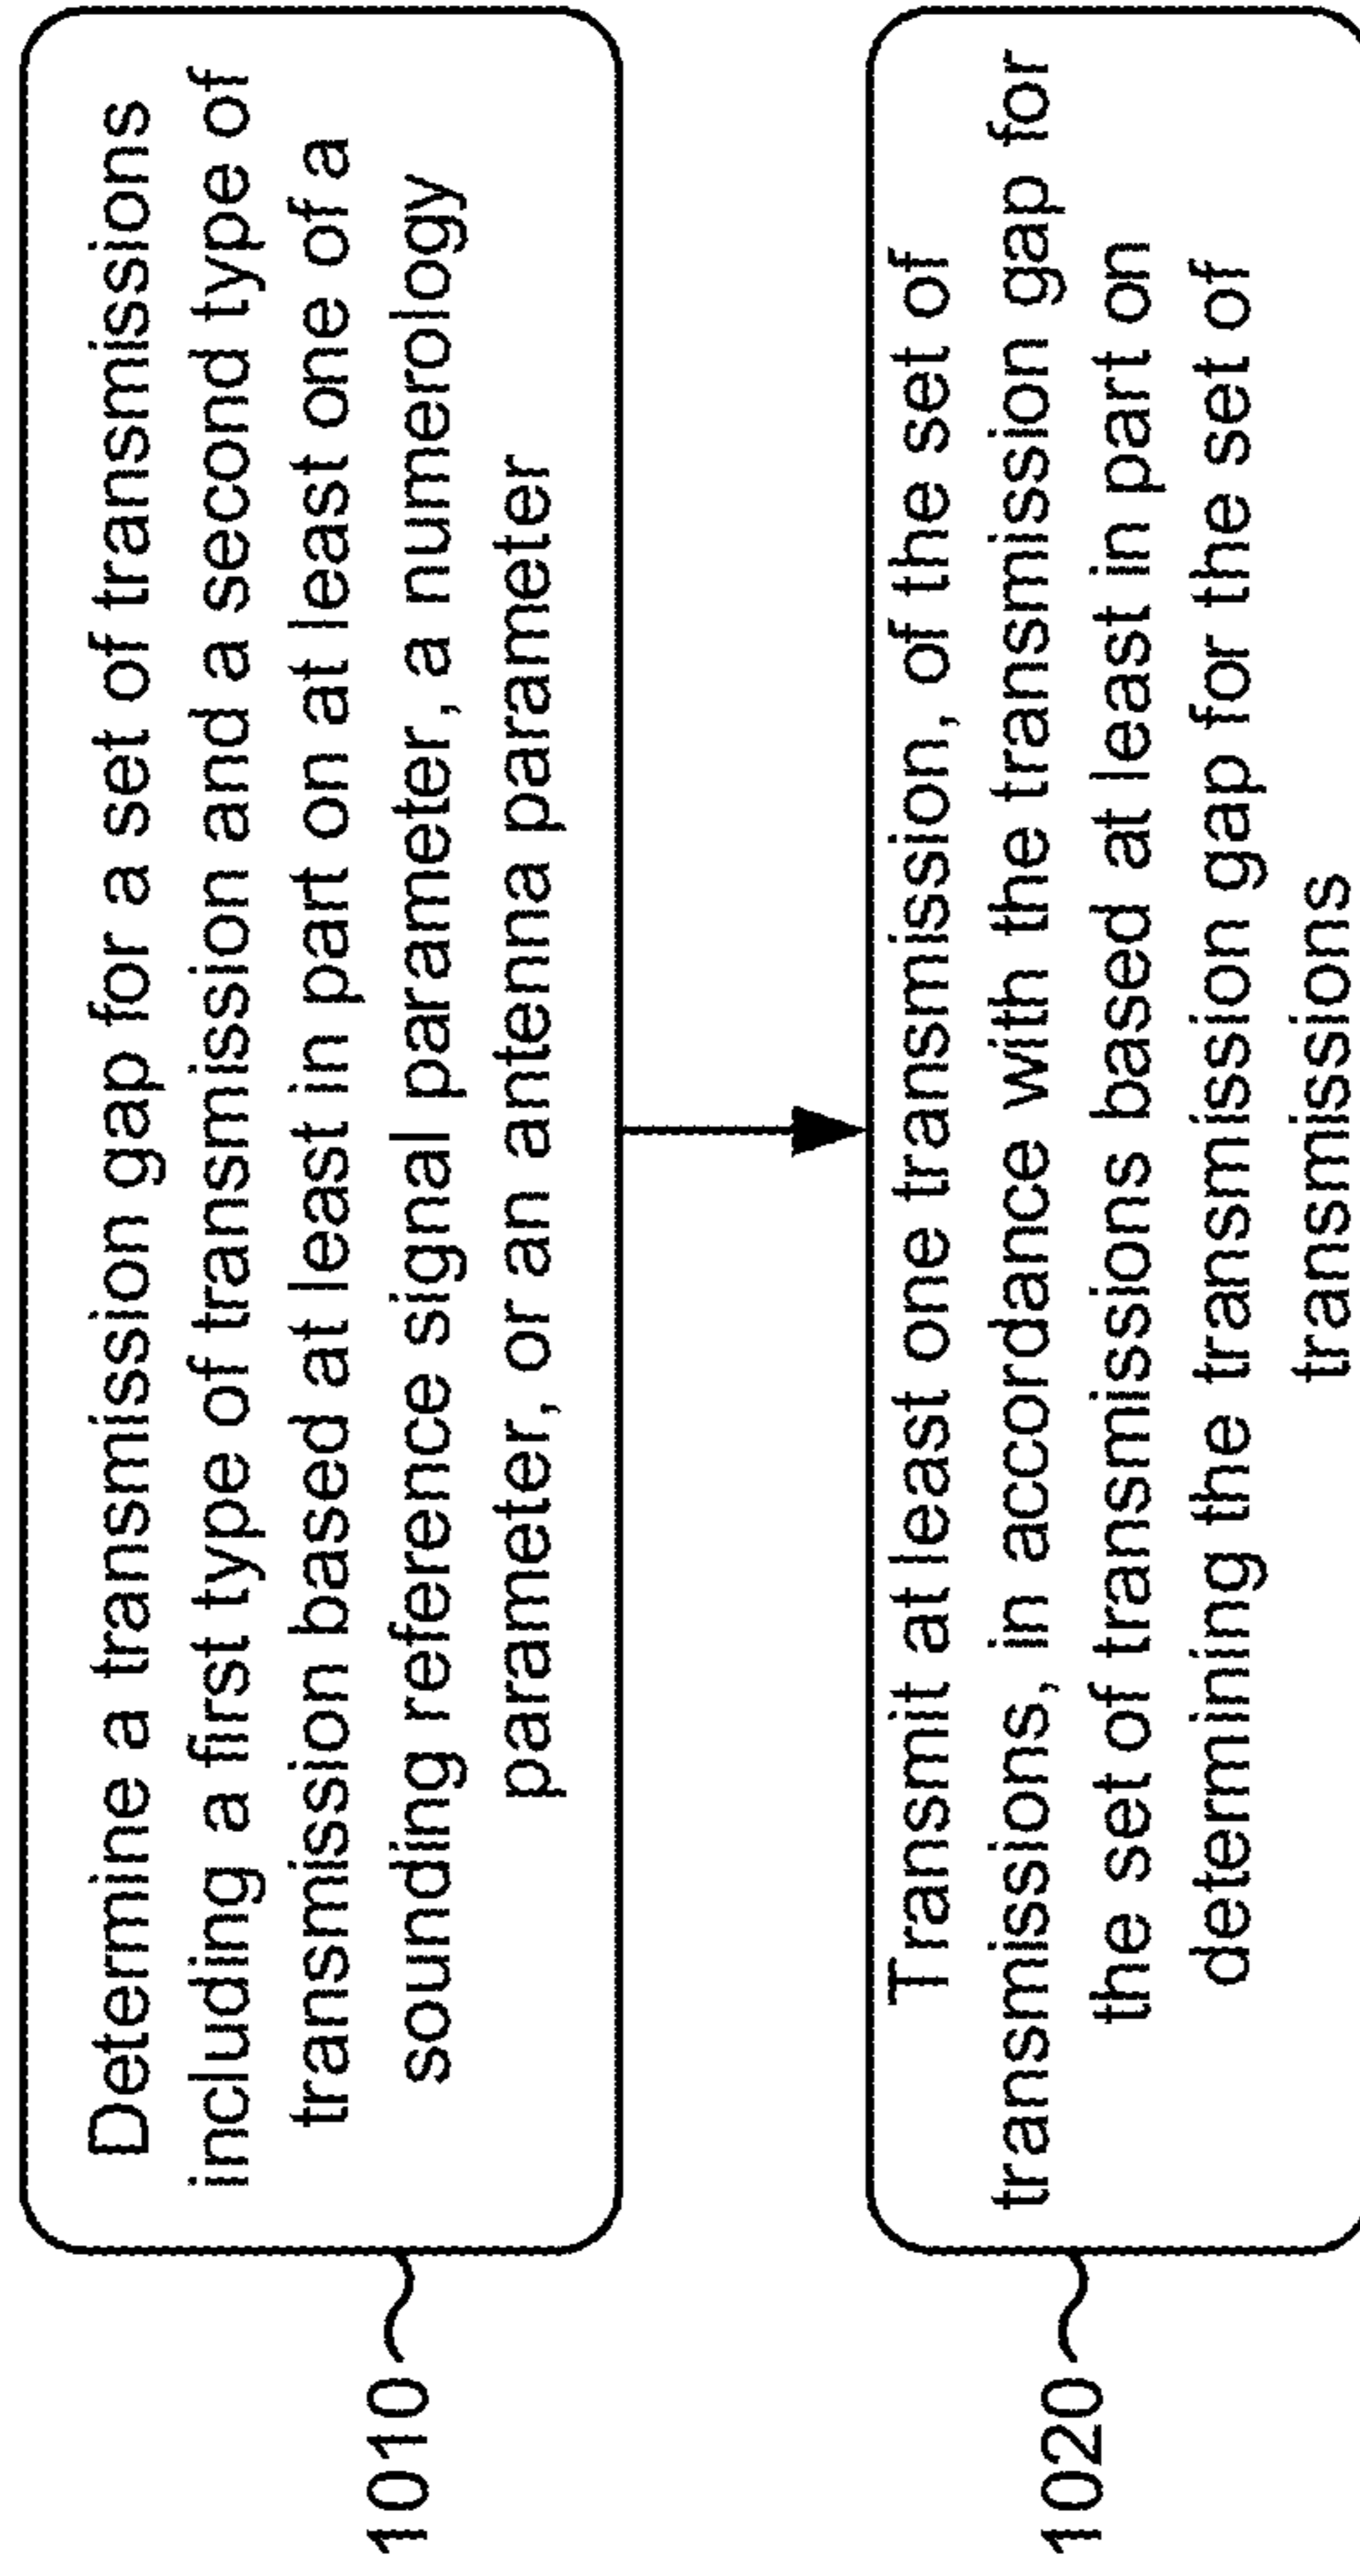 1010
Determine a transmission gap for a set of transmissions
including a first type of transmission and a second type of
transmission based at least in part on at least one of a
sounding reference signal parameter, a numerology
parameter, or an antenna parameter
1020
Transmit at least one transmission, of the set of
transmissions, in accordance with the transmission gap for
the set of transmissions based at least in part on
determining the transmission gap for the set of
transmissions